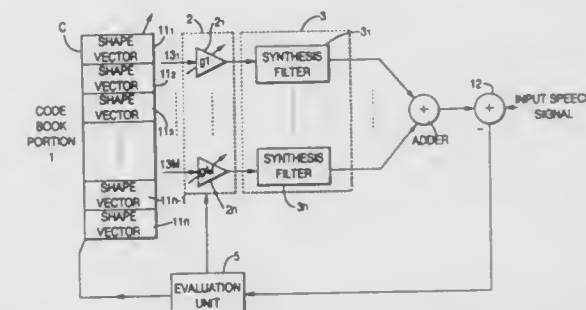 C
SHAPE
VECTOR
11₁
SHAPE
VECTOR
11₂
SHAPE
VECTOR
11₃
CODE
BOOK
PORTION
1
SHAPE
VECTOR
11n-1
SHAPE
VECTOR
11n
13₁
13M
2
2₁
g1
gM
2n
3
SYNTHESIS
FILTER
3₁
SYNTHESIS
FILTER
3n
+
ADDER
12
+
−
INPUT SPEECH
SIGNAL
5
EVALUATION
UNIT